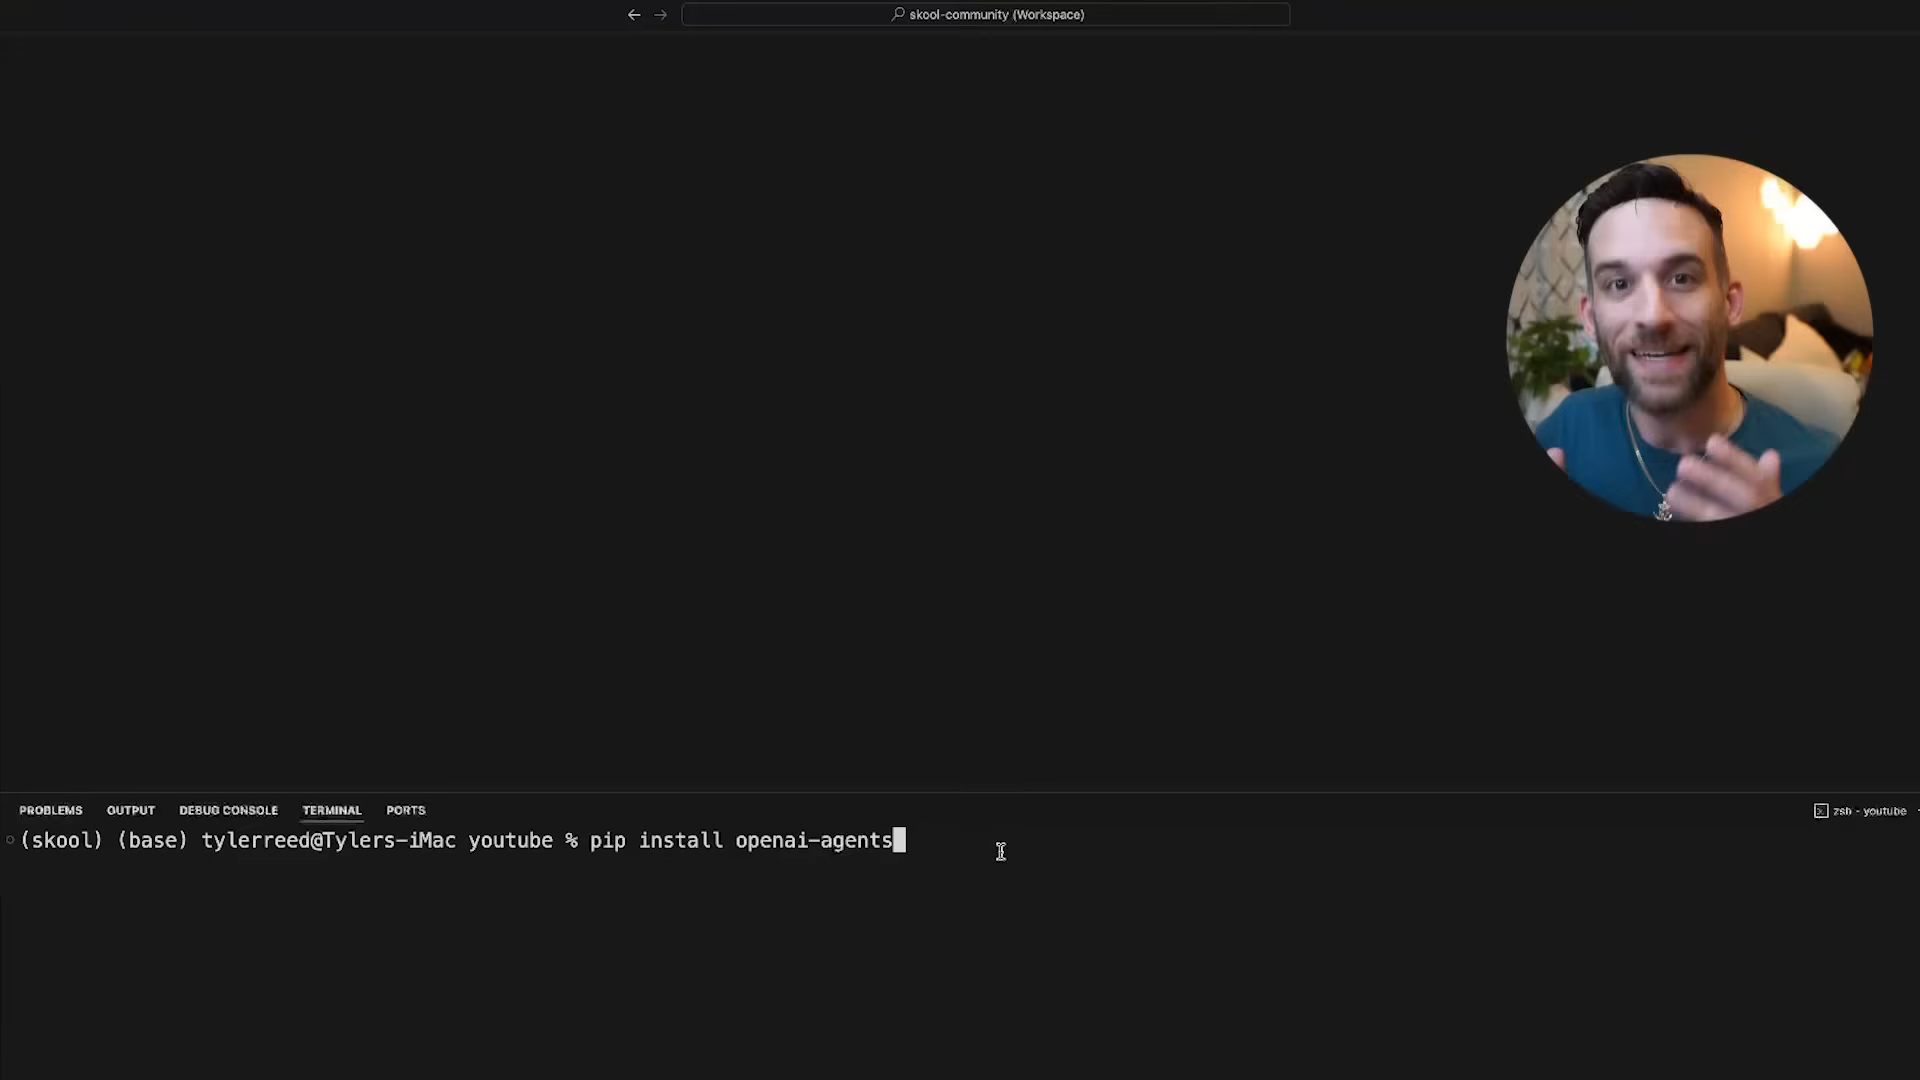 skool-community (Workspace)
PROBLEMS OUTPUT DEBUG CONSOLE TERMINAL PORTS
zsh - youtube
(skool) (base) tylerreed@Tylers-iMac youtube % pip install openai-agents